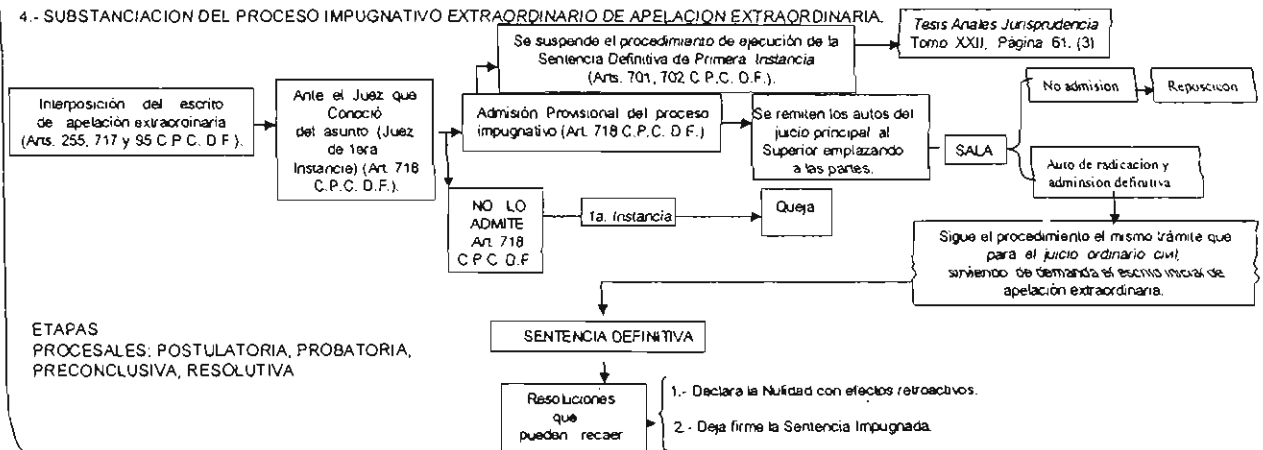 4.- SUBSTANCIACION DEL PROCESO IMPUGNATIVO EXTRAORDINARIO DE APELACION EXTRAORDINARIA.
Tesis Anales Jurisprudencia
Tomo XXII, Página 61. (3)
Se suspende el procedimiento de ejecución de la
Sentencia Definitiva de Primera Instancia
(Arts. 701, 702 C P.C. D.F.).
Interposición del escrito
de apelación extraordinaria
(Arts. 255, 717 y 95 C P C. D F ).
Ante el Juez que
Conoció
del asunto (Juez
de 1era
Instancia) (Art 718
C.P.C. D.F.).
Admisión Provisional del proceso
impugnativo (Art. 718 C.P.C. D F.)
Se remiten los autos del
juicio principal al
Superior emplazando
a las partes.
SALA
No admision
Reposicion
Auto de radicacion y
adminsion definitiva
NO LO
ADMITE
Art 718
C P C D.F
1a. Instancia
Queja
Sigue el procedimiento el mismo trámite que
para el juicio ordinario civil,
sirviendo de demanda el escrito inicial de
apelación extraordinaria.
ETAPAS
PROCESALES: POSTULATORIA, PROBATORIA,
PRECONCLUSIVA, RESOLUTIVA
SENTENCIA DEFINITIVA
Resoluciones
que
pueden recaer
1.- Declara la Nulidad con efectos retroactivos.
2 - Deja firme la Sentencia Impugnada.